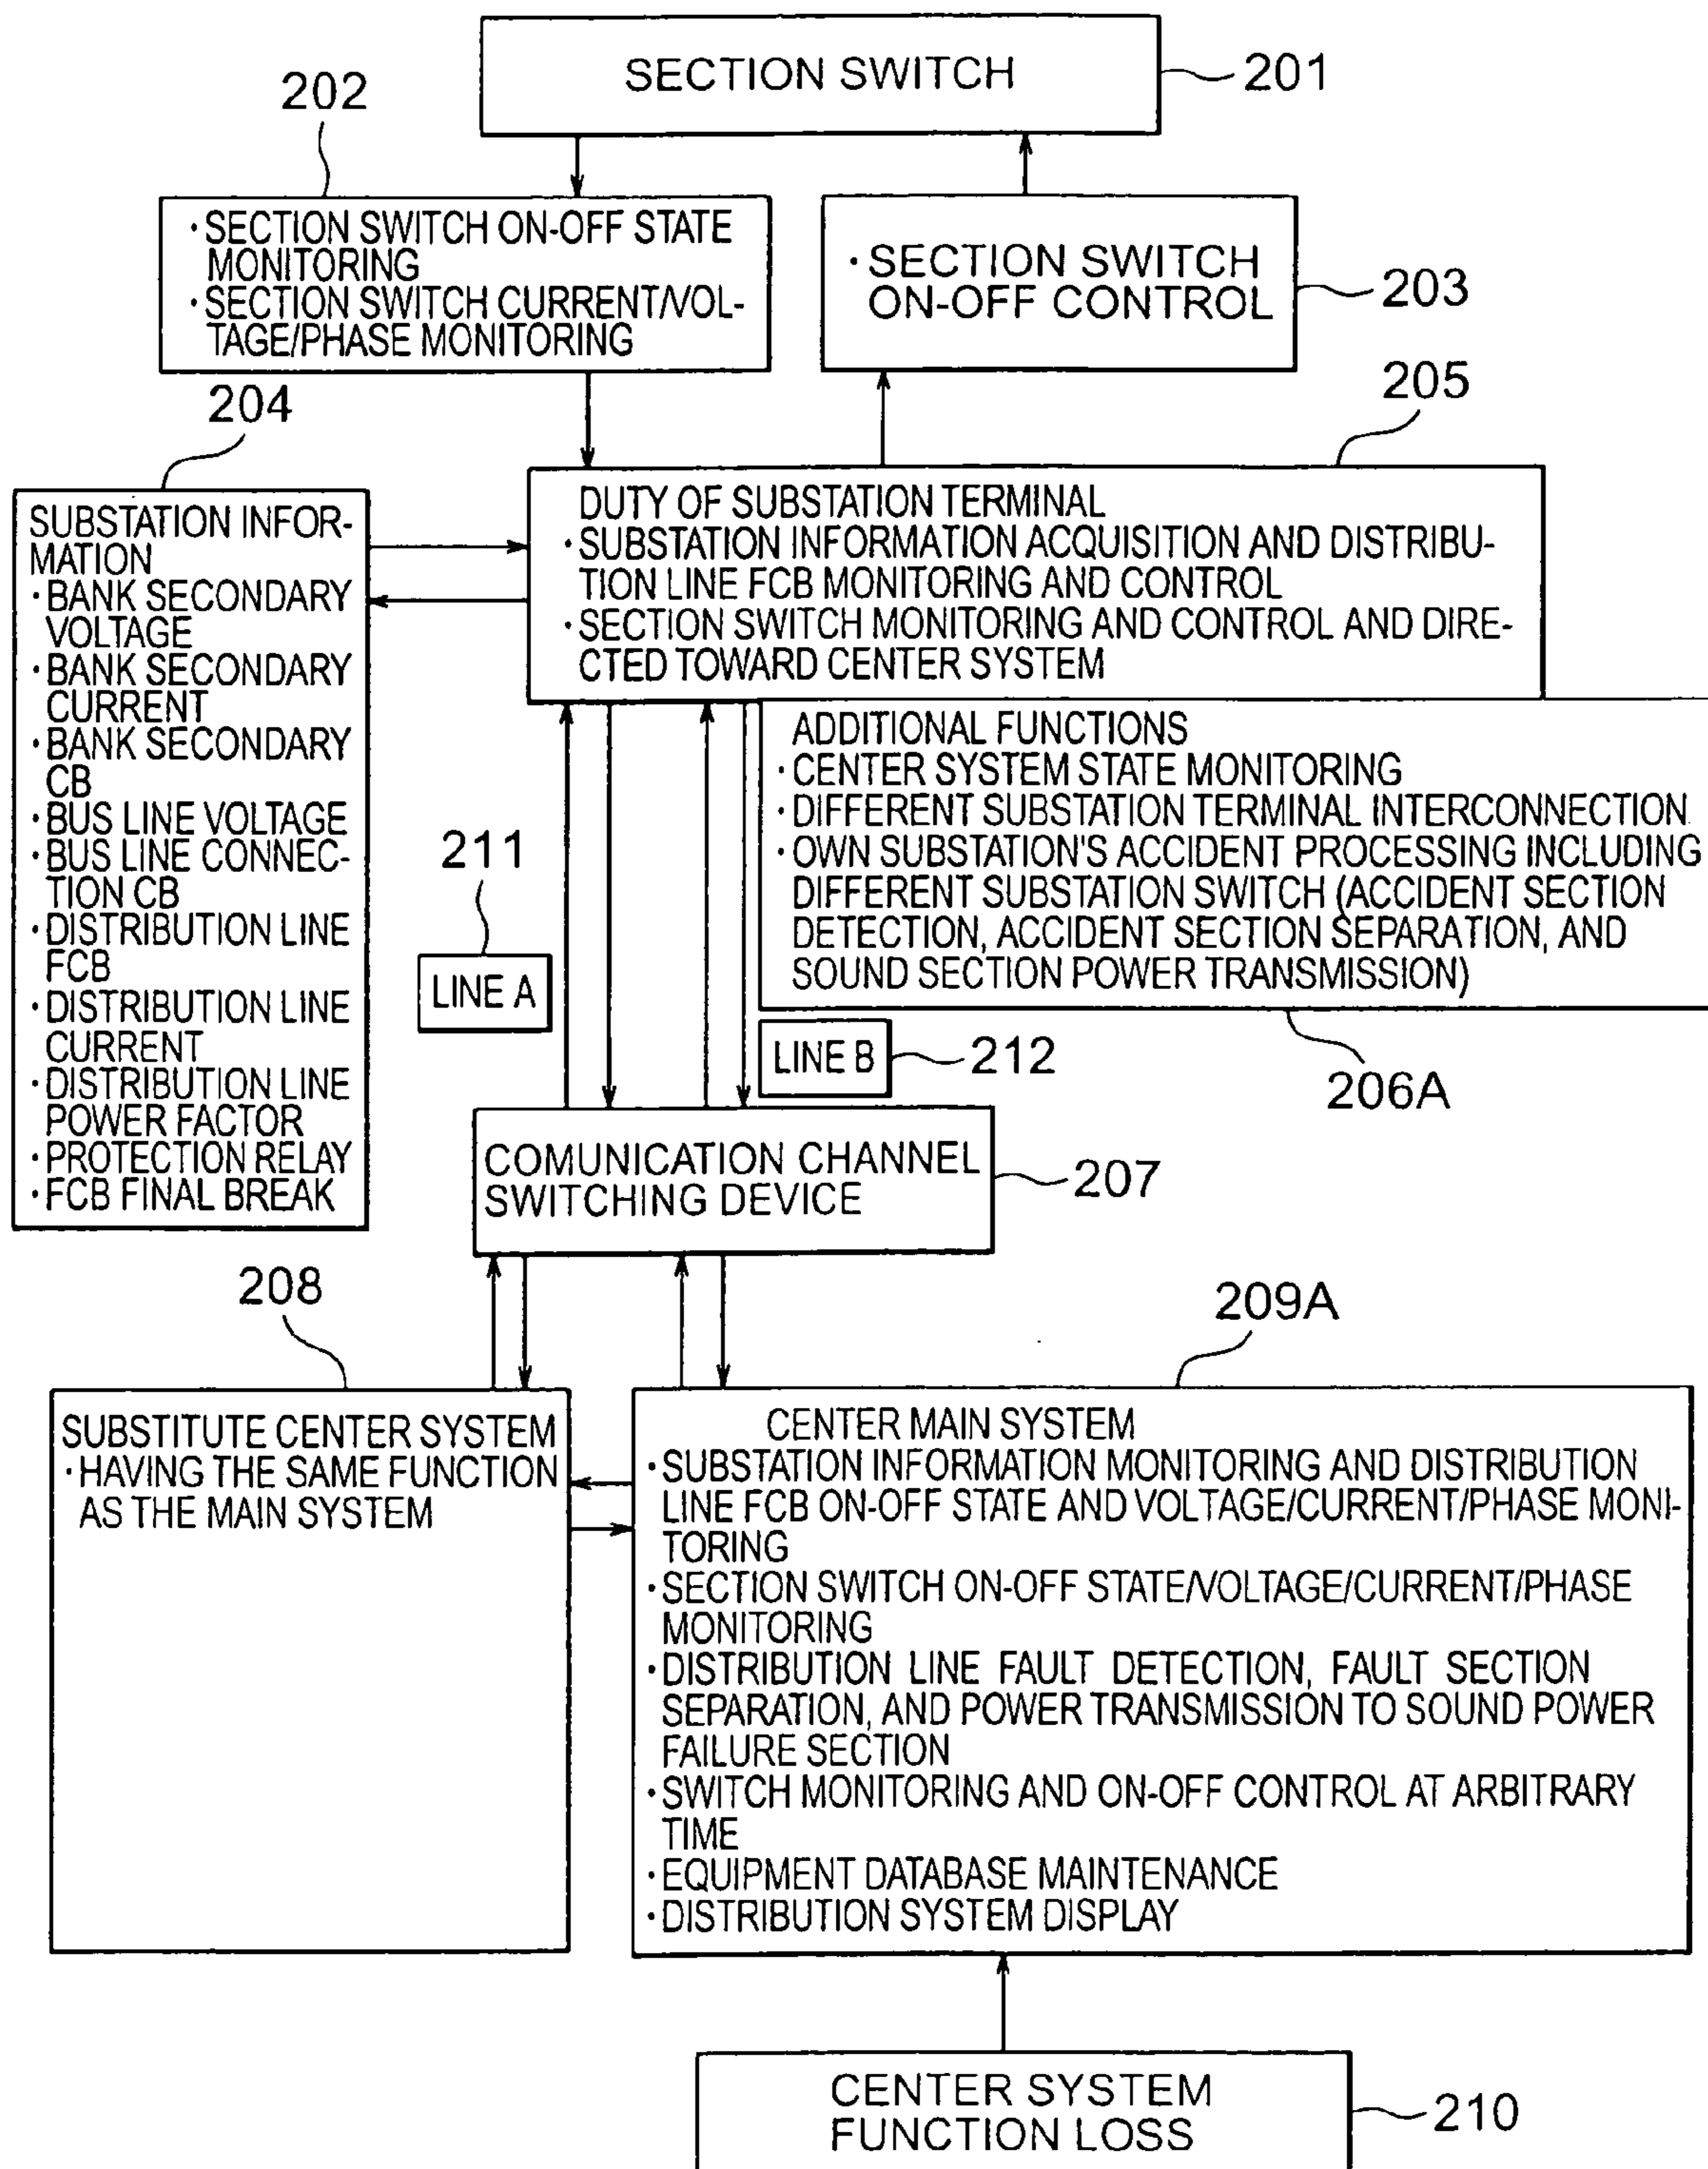 SECTION SWITCH
201
202
·SECTION SWITCH ON-OFF STATE
MONITORING
·SECTION SWITCH CURRENT/VOL-
TAGE/PHASE MONITORING
·SECTION SWITCH
ON-OFF CONTROL
203
204
205
SUBSTATION INFOR-
MATION
·BANK SECONDARY
VOLTAGE
·BANK SECONDARY
CURRENT
·BANK SECONDARY
CB
·BUS LINE VOLTAGE
·BUS LINE CONNEC-
TION CB
·DISTRIBUTION LINE
FCB
·DISTRIBUTION LINE
CURRENT
·DISTRIBUTION LINE
POWER FACTOR
·PROTECTION RELAY
·FCB FINAL BREAK
DUTY OF SUBSTATION TERMINAL
·SUBSTATION INFORMATION ACQUISITION AND DISTRIBU-
TION LINE FCB MONITORING AND CONTROL
·SECTION SWITCH MONITORING AND CONTROL AND DIRE-
CTED TOWARD CENTER SYSTEM
ADDITIONAL FUNCTIONS
·CENTER SYSTEM STATE MONITORING
·DIFFERENT SUBSTATION TERMINAL INTERCONNECTION
·OWN SUBSTATION'S ACCIDENT PROCESSING INCLUDING
DIFFERENT SUBSTATION SWITCH (ACCIDENT SECTION
DETECTION, ACCIDENT SECTION SEPARATION, AND
SOUND SECTION POWER TRANSMISSION)
206A
211
LINE A
LINE B
212
COMUNICATION CHANNEL
SWITCHING DEVICE
207
208
209A
SUBSTITUTE CENTER SYSTEM
·HAVING THE SAME FUNCTION
AS THE MAIN SYSTEM
CENTER MAIN SYSTEM
·SUBSTATION INFORMATION MONITORING AND DISTRIBUTION
LINE FCB ON-OFF STATE AND VOLTAGE/CURRENT/PHASE MONI-
TORING
·SECTION SWITCH ON-OFF STATE/VOLTAGE/CURRENT/PHASE
MONITORING
·DISTRIBUTION LINE FAULT DETECTION, FAULT SECTION
SEPARATION, AND POWER TRANSMISSION TO SOUND POWER
FAILURE SECTION
·SWITCH MONITORING AND ON-OFF CONTROL AT ARBITRARY
TIME
·EQUIPMENT DATABASE MAINTENANCE
·DISTRIBUTION SYSTEM DISPLAY
CENTER SYSTEM
FUNCTION LOSS
210